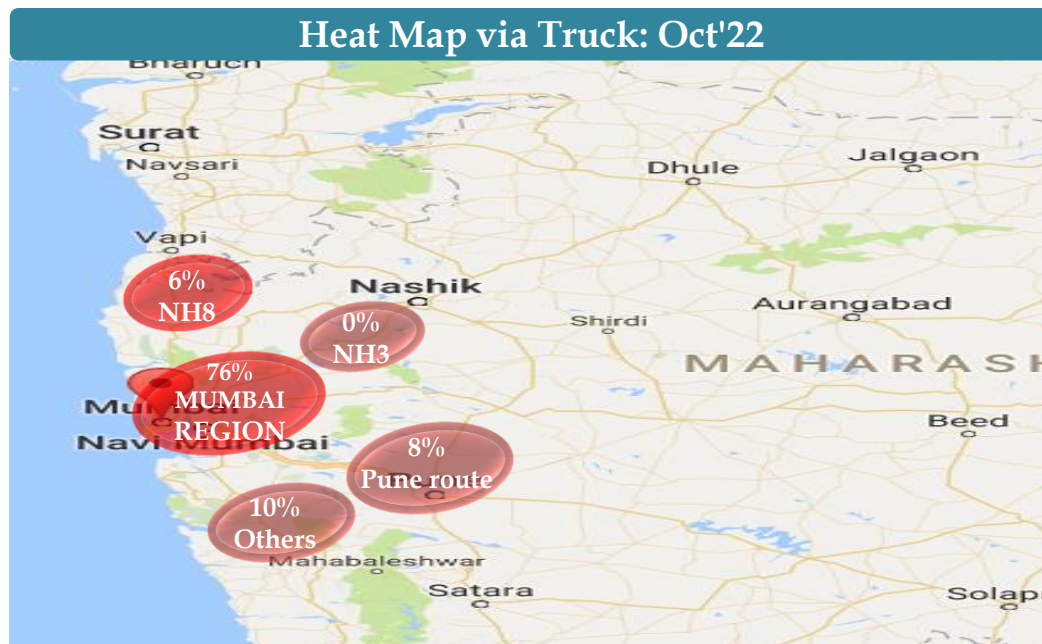 Heat Map via Truck: Oct'22
Bharuch
Surat
Navsari
Dhule
Jalgaon
Vapi
6%
NH8
Nashik
Aurangabad
0%
NH3
Shirdi
MAHARASH
76%
MUMBAI
REGION
Mumbai
Navi Mumbai
Beed
8%
Pune route
10%
Others
Mahabaleshwar
Satara
Solap